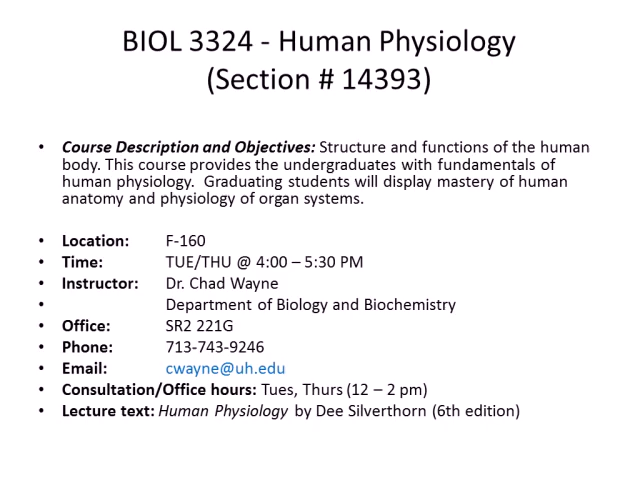 BIOL 3324 - Human Physiology
(Section # 14393)
• Course Description and Objectives: Structure and functions of the human
body. This course provides the undergraduates with fundamentals of
human physiology.  Graduating students will display mastery of human
anatomy and physiology of organ systems.
• Location: F-160
• Time: TUE/THU @ 4:00 – 5:30 PM
• Instructor: Dr. Chad Wayne
• Department of Biology and Biochemistry
• Office: SR2 221G
• Phone: 713-743-9246
• Email: cwayne@uh.edu
• Consultation/Office hours: Tues, Thurs (12 – 2 pm)
• Lecture text: Human Physiology by Dee Silverthorn (6th edition)